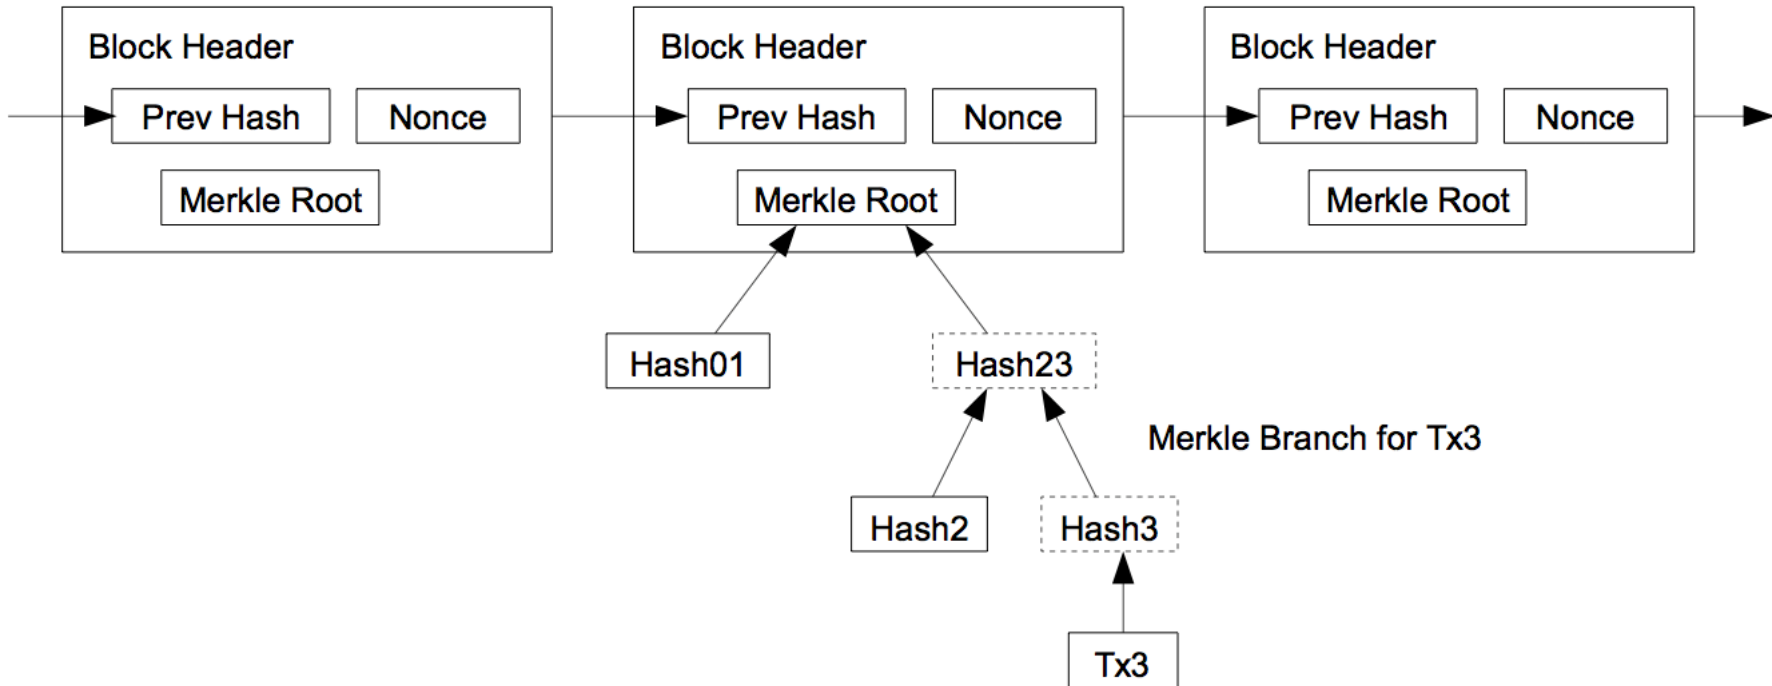 Block Header
Prev Hash
Nonce
Merkle Root
Block Header
Prev Hash
Nonce
Merkle Root
Block Header
Prev Hash
Nonce
Merkle Root
Hash01
Hash23
Merkle Branch for Tx3
Hash2
Hash3
Tx3